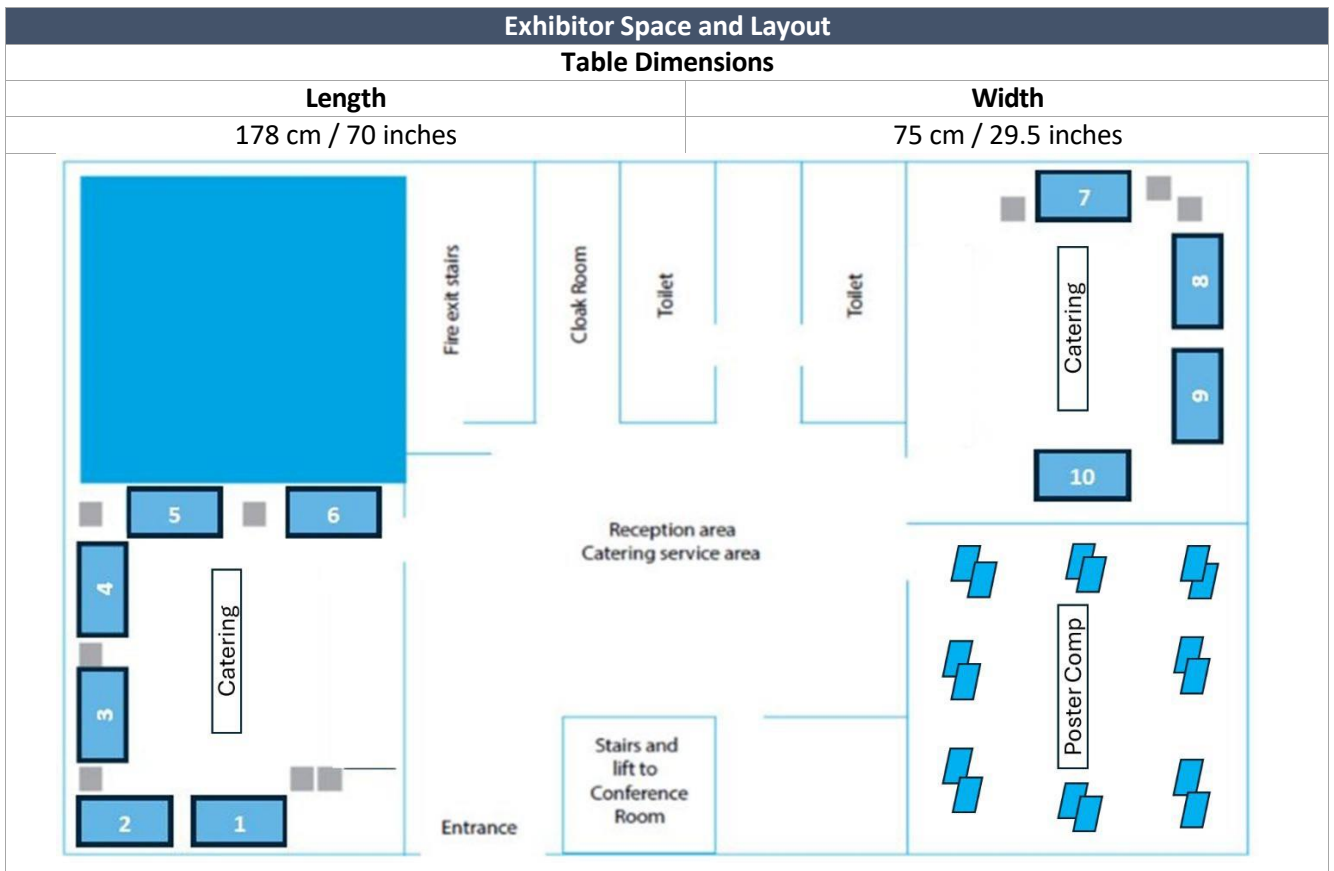 Exhibitor Space and Layout
Table Dimensions
Length
Width
178 cm / 70 inches
75 cm / 29.5 inches
Fire exit stairs
Cloak Room
Toilet
Toilet
7
8
Catering
9
10
5
6
Reception area
Catering service area
4
Catering
3
2
1
Entrance
Stairs and
lift to
Conference
Room
Poster Comp